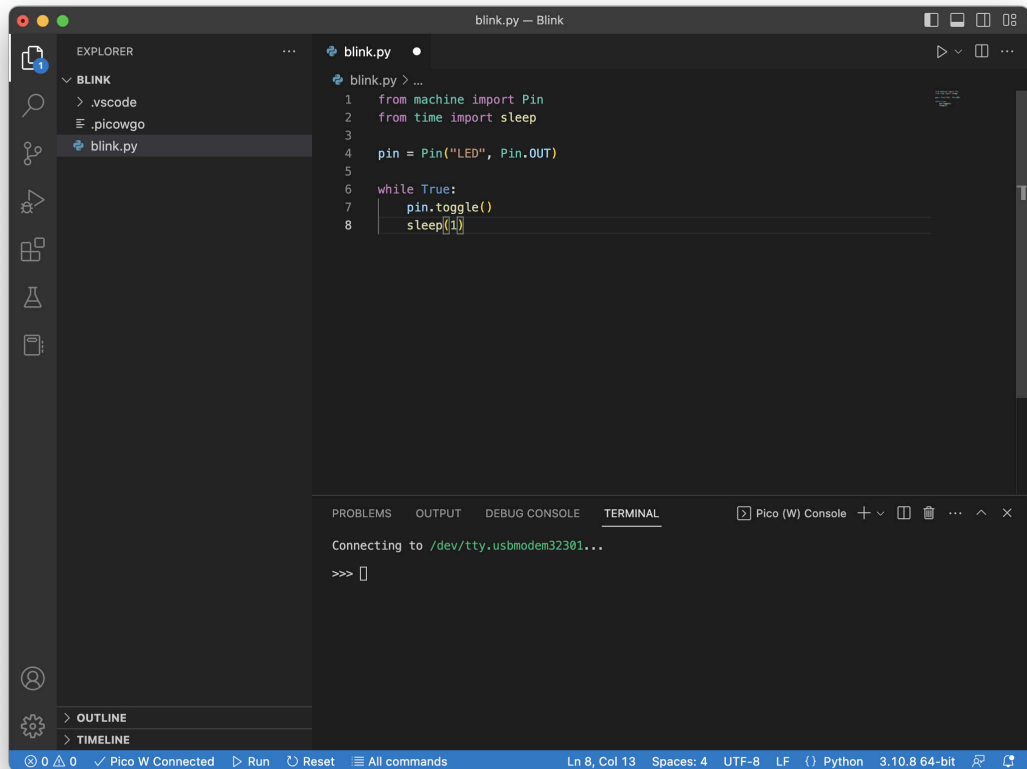 blink.py — Blink
EXPLORER
BLINK
.vscode
.picowgo
blink.py
OUTLINE
TIMELINE
1
blink.py
blink.py > ...
1 from machine import Pin
2 from time import sleep
3
4 pin = Pin("LED", Pin.OUT)
5
6 while True:
7 pin.toggle()
8 sleep(1)
PROBLEMS OUTPUT DEBUG CONSOLE TERMINAL Pico (W) Console
Connecting to /dev/tty.usbmodem32301...
>>>
0 0 Pico W Connected Run Reset All commands Ln 8, Col 13 Spaces: 4 UTF-8 LF {} Python 3.10.8 64-bit